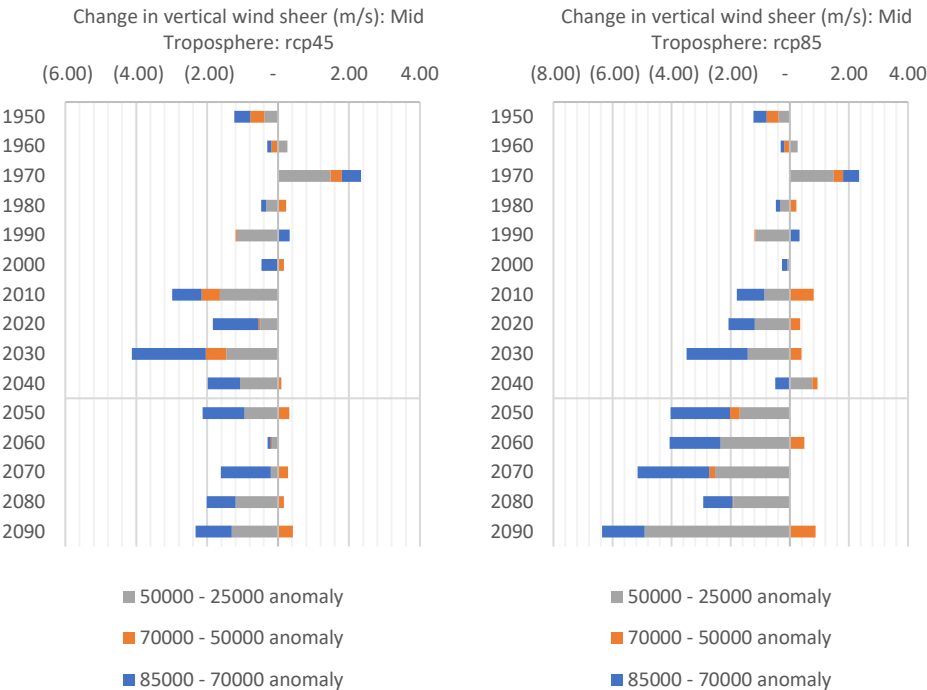 Change in vertical wind sheer (m/s): Mid
Troposphere: rcp45
(6.00) (4.00) (2.00) - 2.00 4.00
1950
1960
1970
1980
1990
2000
2010
2020
2030
2040
2050
2060
2070
2080
2090
50000 - 25000 anomaly
70000 - 50000 anomaly
85000 - 70000 anomaly
Change in vertical wind sheer (m/s): Mid
Troposphere: rcp85
(8.00) (6.00) (4.00) (2.00) - 2.00 4.00
1950
1960
1970
1980
1990
2000
2010
2020
2030
2040
2050
2060
2070
2080
2090
50000 - 25000 anomaly
70000 - 50000 anomaly
85000 - 70000 anomaly